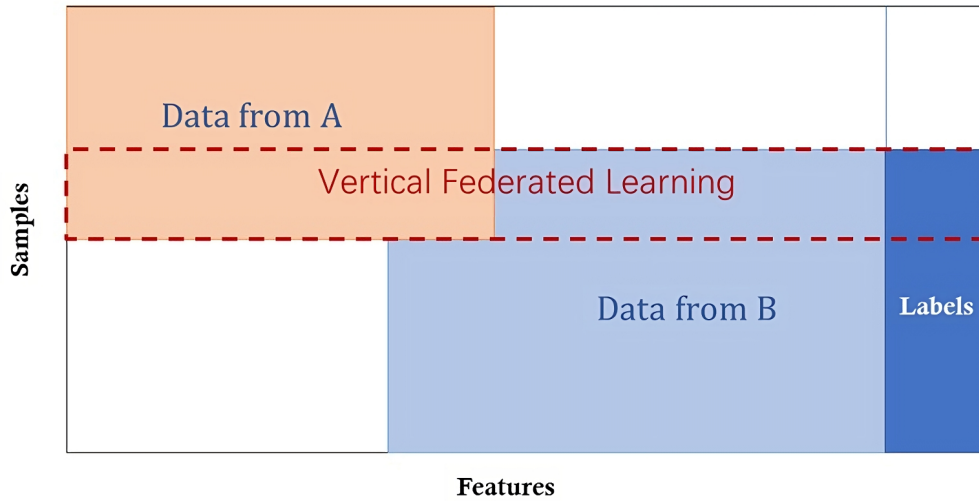 Data from A
Vertical Federated Learning
Samples
Data from B
Labels
Features